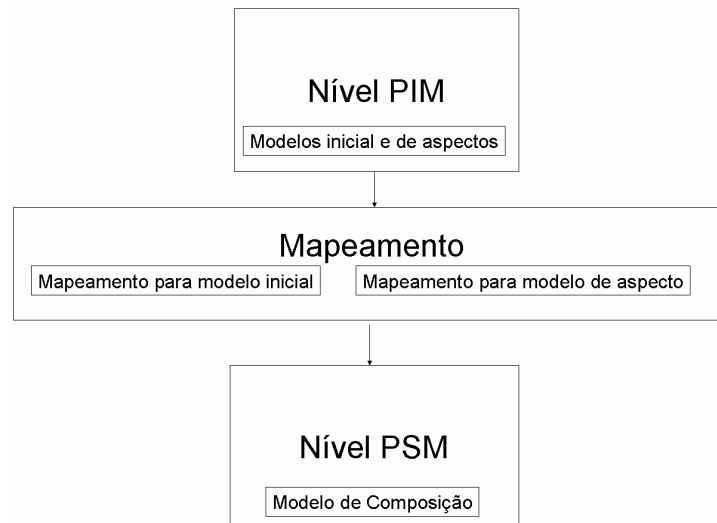 Nível PIM
Modelos inicial e de aspectos
Mapeamento
Mapeamento para modelo inicial
Mapeamento para modelo de aspecto
Nível PSM
Modelo de Composição